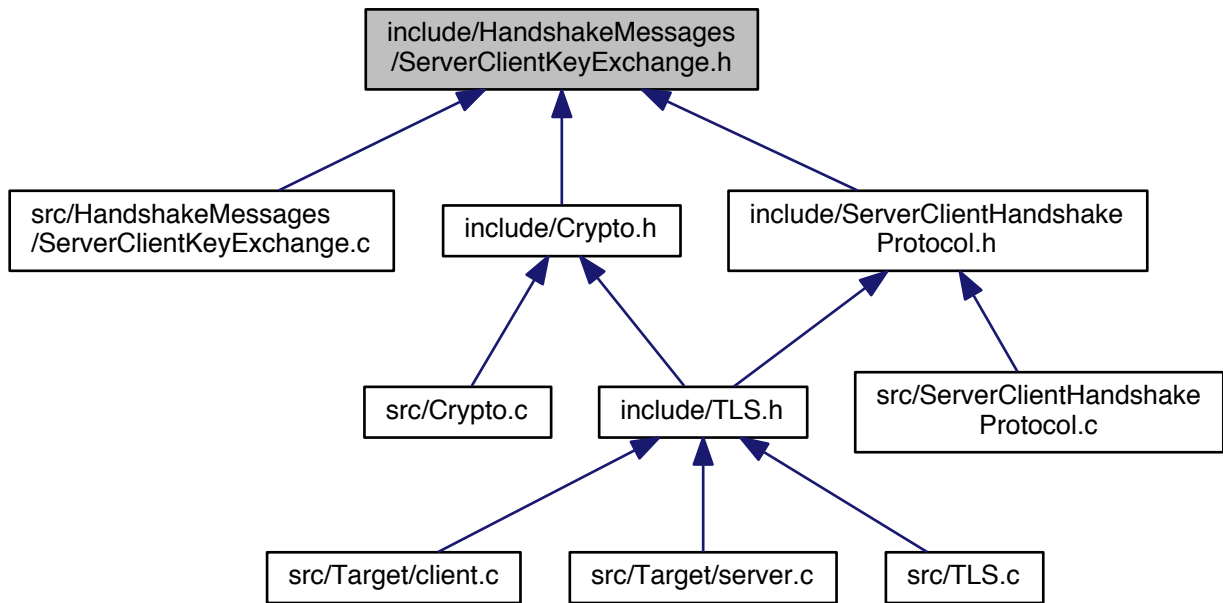 include/HandshakeMessages
/ServerClientKeyExchange.h
src/HandshakeMessages
/ServerClientKeyExchange.c
include/Crypto.h
include/ServerClientHandshake
Protocol.h
src/Crypto.c
include/TLS.h
src/ServerClientHandshake
Protocol.c
src/Target/client.c
src/Target/server.c
src/TLS.c